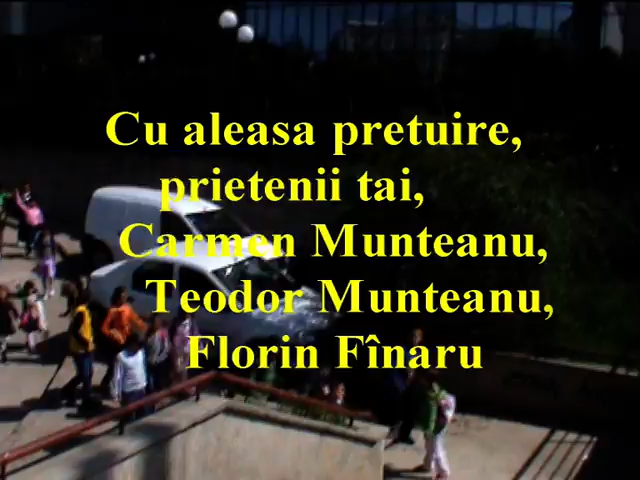 Cu aleasa pretuire,
prietenii tai,
Carmen Munteanu,
Teodor Munteanu,
Florin Fînaru